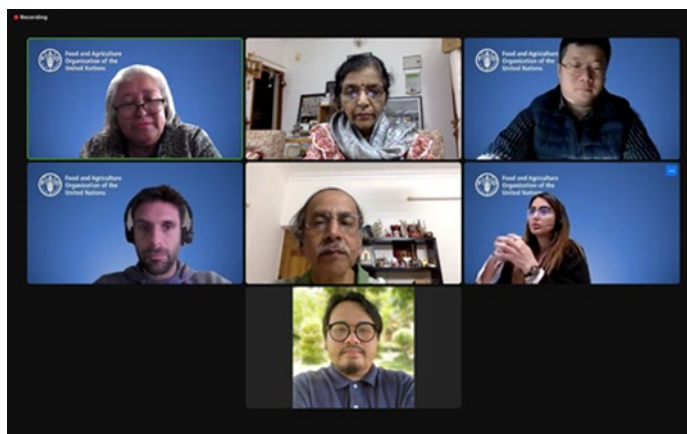 Recording
Food and Agriculture
Organization of the
United Nations
Food and Agriculture
Organization of the
United Nations
Food and Agriculture
Organization of the
United Nations
Food and Agriculture
Organization of the
United Nations